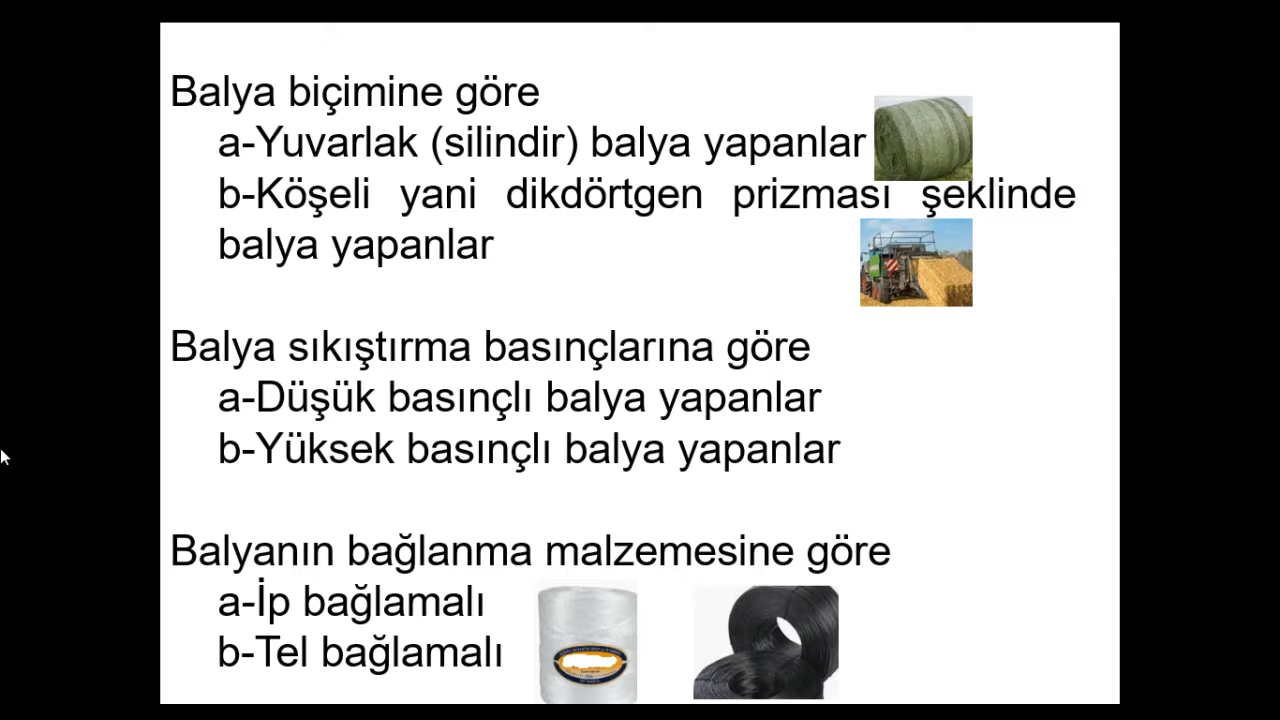 Balya biçimine göre
a-Yuvarlak (silindir) balya yapanlar
b-Köşeli yani dikdörtgen prizması şeklinde
balya yapanlar
Balya sıkıştırma basınçlarına göre
a-Düşük basınçlı balya yapanlar
b-Yüksek basınçlı balya yapanlar
Balyanın bağlanma malzemesine göre
a-İp bağlamalı
b-Tel bağlamalı